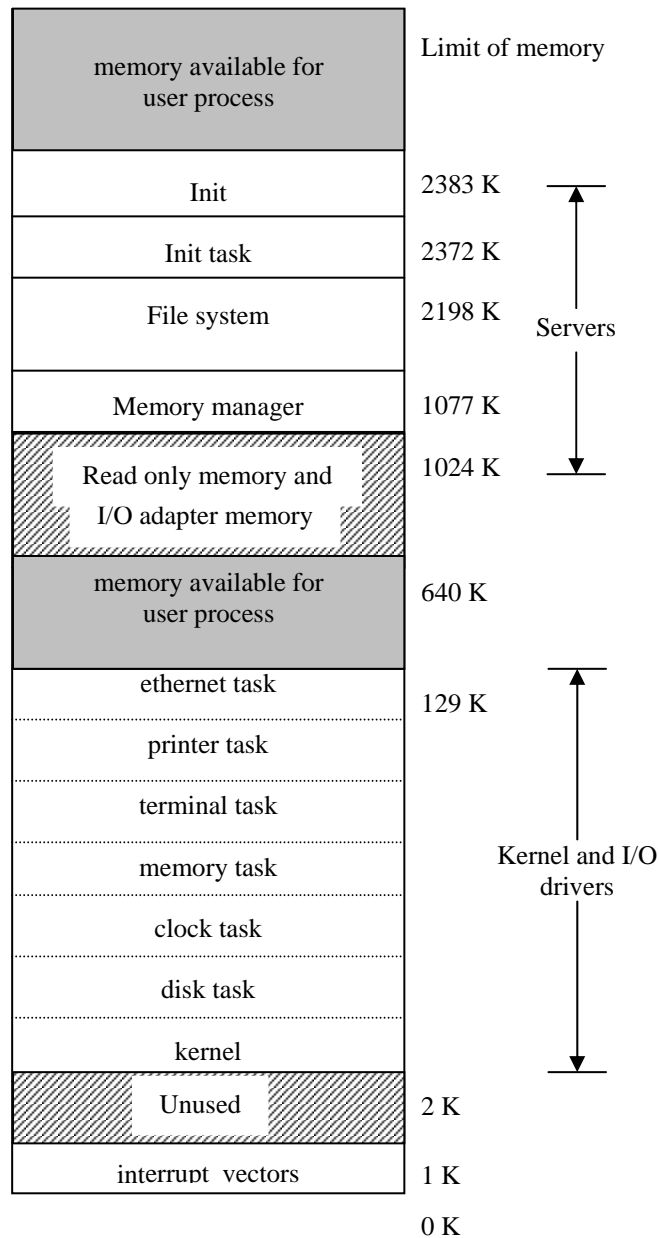 memory available for
user process
Limit of memory
Init
2383 K
Init task
2372 K
File system
2198 K
Servers
Memory manager
1077 K
Read only memory and
I/O adapter memory
1024 K
memory available for
user process
640 K
ethernet task
129 K
printer task
terminal task
memory task
Kernel and I/O
drivers
clock task
disk task
kernel
Unused
2 K
interrupt vectors
1 K
0 K